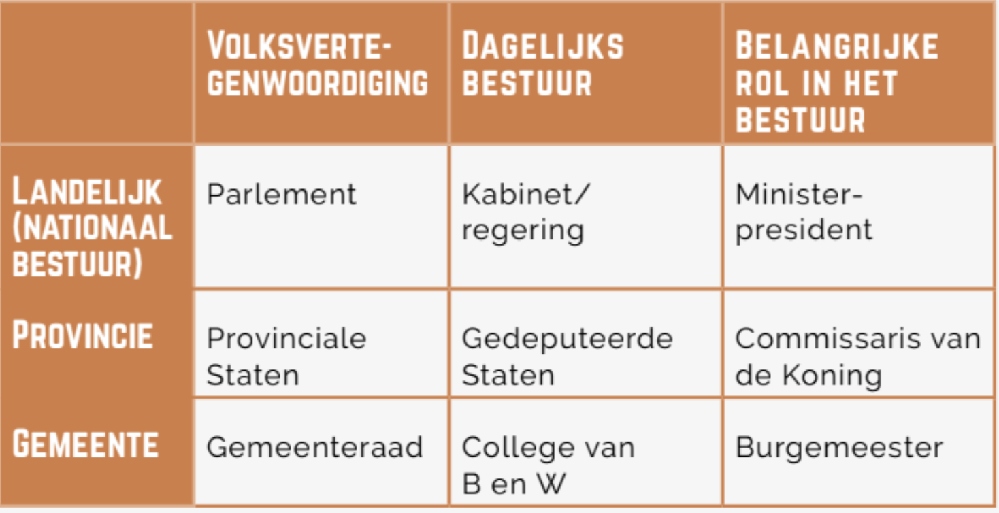 VOLKSVERTE-
GENWOORDIGING
DAGELIJKS
BESTUUR
BELANGRIJKE
ROL IN HET
BESTUUR
LANDELIJK
(NATIONAAL
BESTUUR)
Parlement
Kabinet/
regering
Minister-
president
PROVINCIE
Provinciale
Staten
Gedeputeerde
Staten
Commissaris van
de Koning
GEMEENTE
Gemeenteraad
College van
B en W
Burgemeester